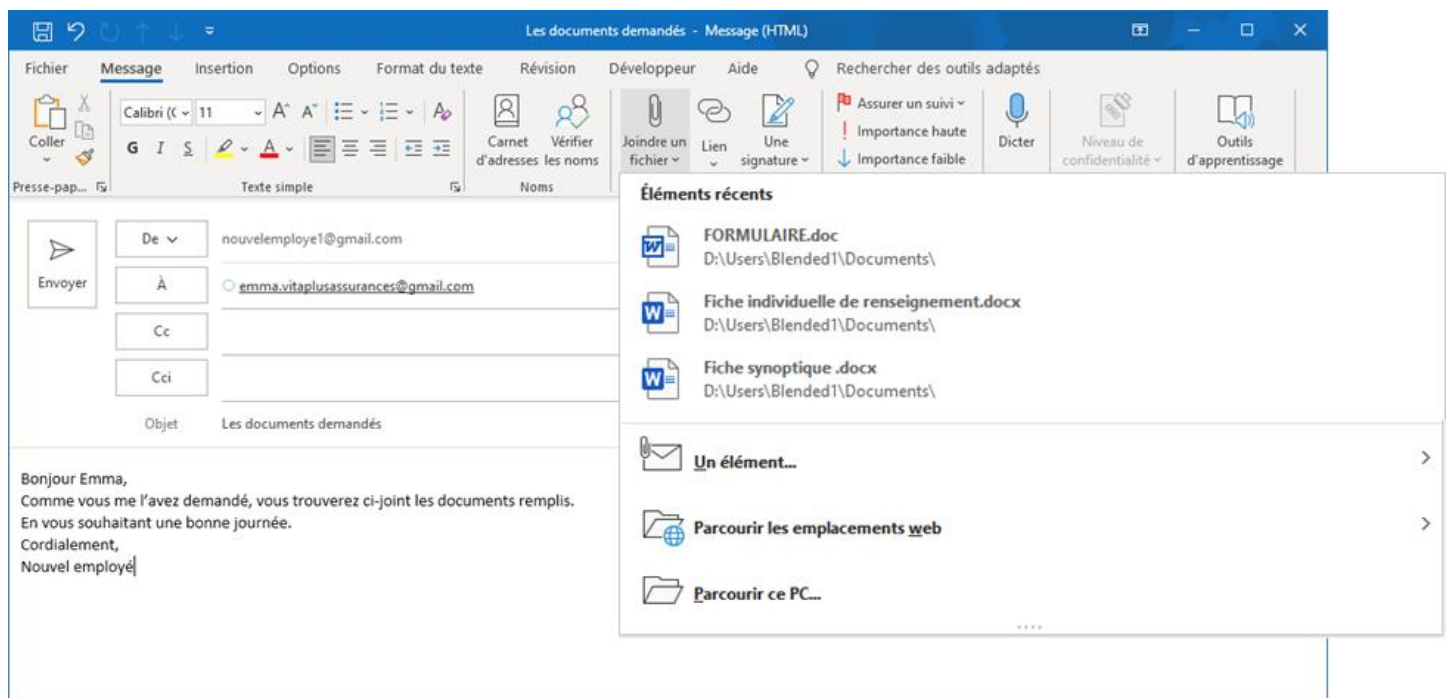 Les documents demandés - Message (HTML)
Fichier Message Insertion Options Format du texte Révision Développeur Aide Rechercher des outils adaptés
Coller
Calibri (C 11
G I S
Carnet d'adresses
Vérifier les noms
Joindre un fichier
Lien
Une signature
Assurer un suivi
Importance haute
Importance faible
Dicter
Niveau de confidentialité
Outils d'apprentissage
Presse-pap... Texte simple Noms
Éléments récents
FORMULAIRE.doc
D:\Users\Blended1\Documents\
Fiche individuelle de renseignement.docx
D:\Users\Blended1\Documents\
Fiche synoptique .docx
D:\Users\Blended1\Documents\
Un élément...
Parcourir les emplacements web
Parcourir ce PC...
Envoyer
De nouvelemploye1@gmail.com
À emma.vitaplusassurances@gmail.com
Cc
Cci
Objet Les documents demandés
Bonjour Emma,
Comme vous me l’avez demandé, vous trouverez ci-joint les documents remplis.
En vous souhaitant une bonne journée.
Cordialement,
Nouvel employé